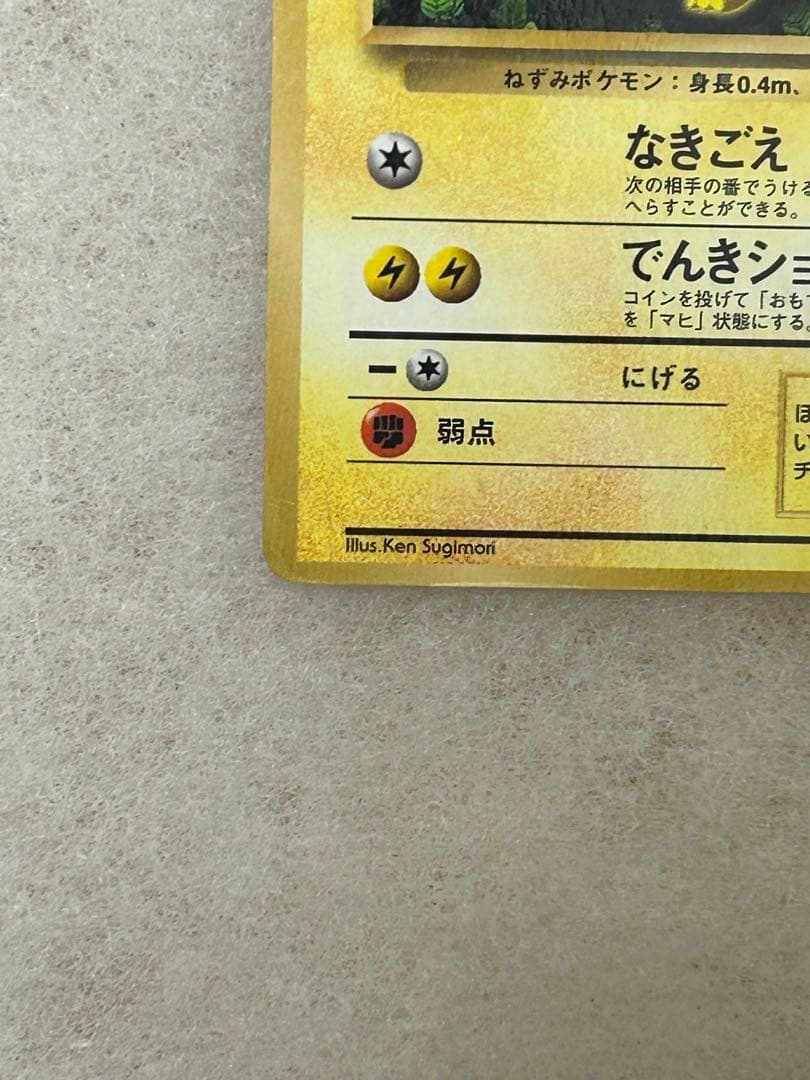 ねずみポケモン：身長0.4m、
なきごえ
次の相手の番でうける
へらすことができる。
でんきショ
コインを投げて「おも
を「マヒ」状態にする。
にげる
弱点
ほ
い
チ
Illus.Ken Sugimori